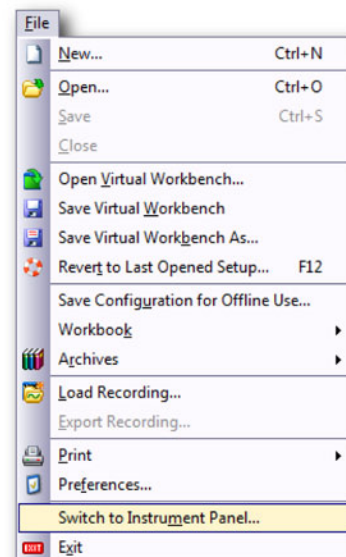 File
New... Ctrl+N
Open... Ctrl+O
Save Ctrl+S
Close
Open Virtual Workbench...
Save Virtual Workbench
Save Virtual Workbench As...
Revert to Last Opened Setup... F12
Save Configuration for Offline Use...
Workbook
Archives
Load Recording...
Export Recording...
Print
Preferences...
Switch to Instrument Panel...
EXIT Exit